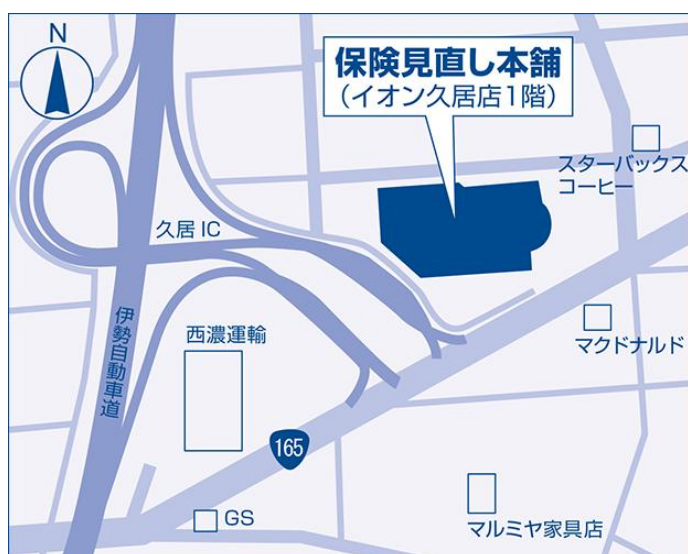 N
保険見直し本舗
（イオン久居店1階）
スターバックス
コーヒー
久居 IC
伊勢自動車道
西濃運輸
マクドナルド
165
GS
マルミヤ家具店